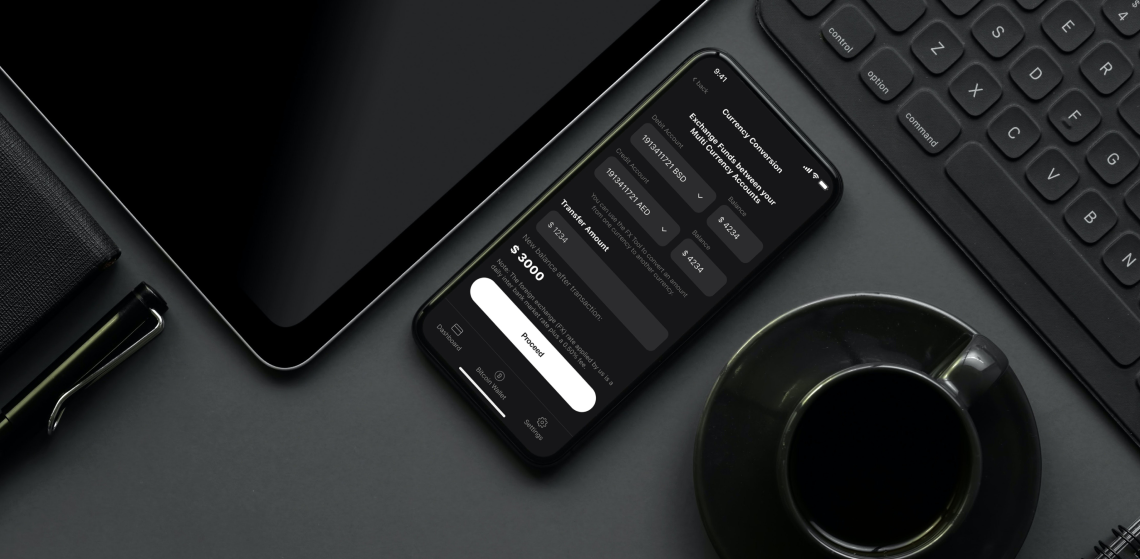 9:41
back
Currency Conversion
Exchange Funds between your
Multi Currency Accounts
Debit Account
Balance
1913411721 BSD
$ 4234
Credit Account
Balance
1913411721 AED
$ 4234
You can use the FX Tool to convert an amount
from one currency to another currency.
Transfer Amount
$ 1234
New balance after transaction:
$ 3000
Note: The foreign exchange (FX) rate applied by us is a
daily inter bank market rate plus a 0.50% fee.
Proceed
Dashboard
Bitcoin Wallet
Settings
$
4
S E R
control Z D F G
option X C V B N
command